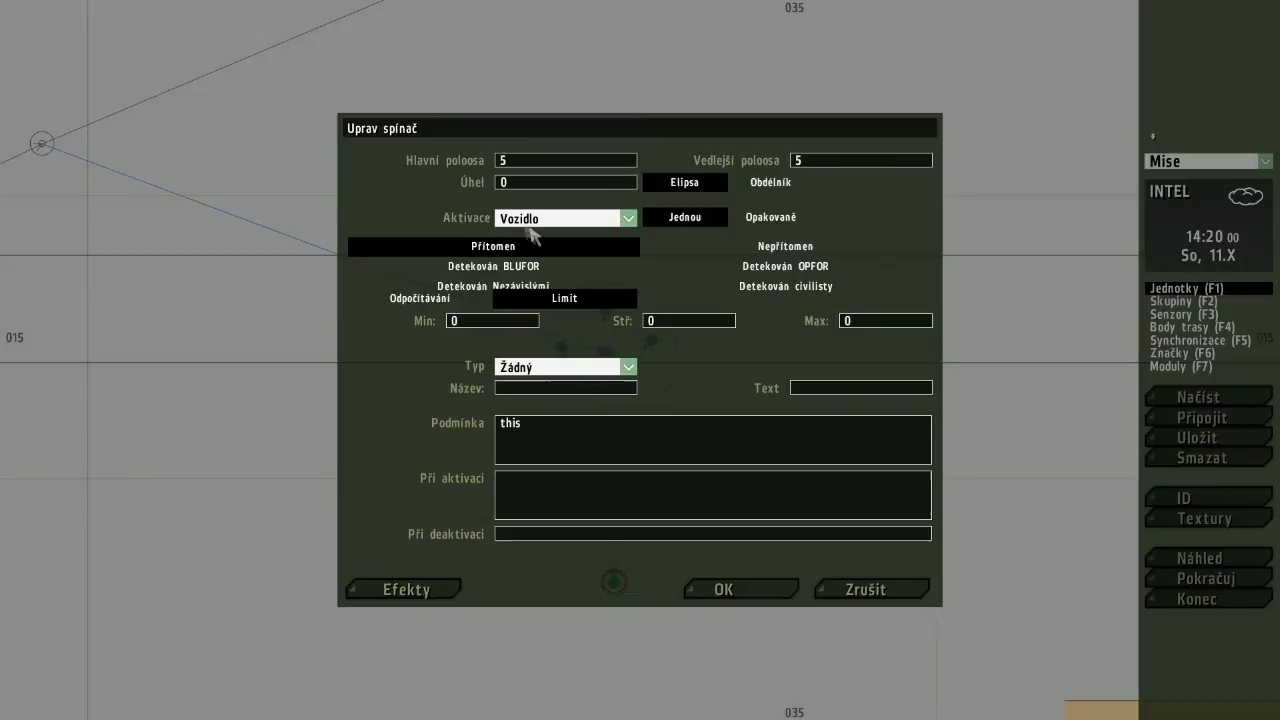 035
Uprav spínač
Hlavní poloosa 5 Vedlejší poloosa 5
Úhel 0 Elipsa Obdélník
Aktivace Vozidlo Jednou Opakovaně
Přítomen Nepřítomen
Detekován BLUFOR Detekován OPFOR
Detekován Nezávislými Detekován civilisty
Odpočítávání Limit
Min: 0 Stř: 0 Max: 0
Typ Žádný
Název: Text
Podmínka this
Při aktivaci
Při deaktivaci
Efekty OK Zrušit
015
035
Mise
INTEL
14:20 00
So, 11.X
Jednotky (F1)
Skupiny (F2)
Senzory (F3)
Body trasy (F4)
Synchronizace (F5)
015
Značky (F6)
Moduly (F7)
Načíst
Připojit
Uložit
Smazat
ID
Textury
Náhled
Pokračuj
Konec